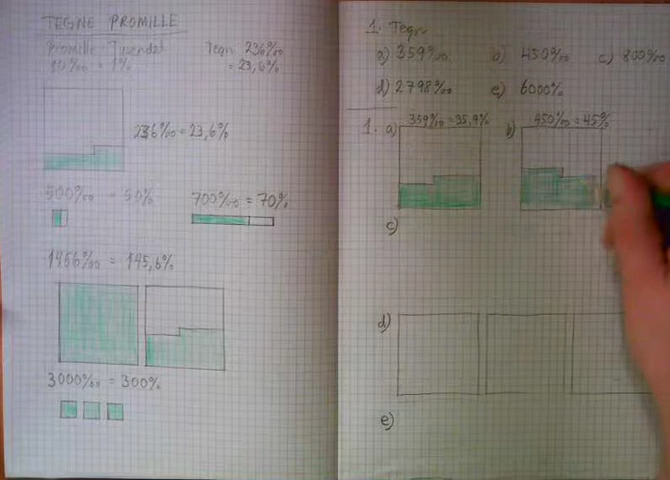 TEGNE PROMILLE
Promille: Tusendel
10‰ = 1%
Tegn 236‰
= 23,6%
236‰ = 23,6%
500‰ = 50%
700‰ = 70%
1456‰ = 145,6%
3000‰ = 300%
1. Tegn
a) 359‰ b) 450‰ c) 800‰
d) 2798‰ e) 6000‰
1. a) 359‰ = 35,9% b) 450‰ = 45%
c)
d)
e)